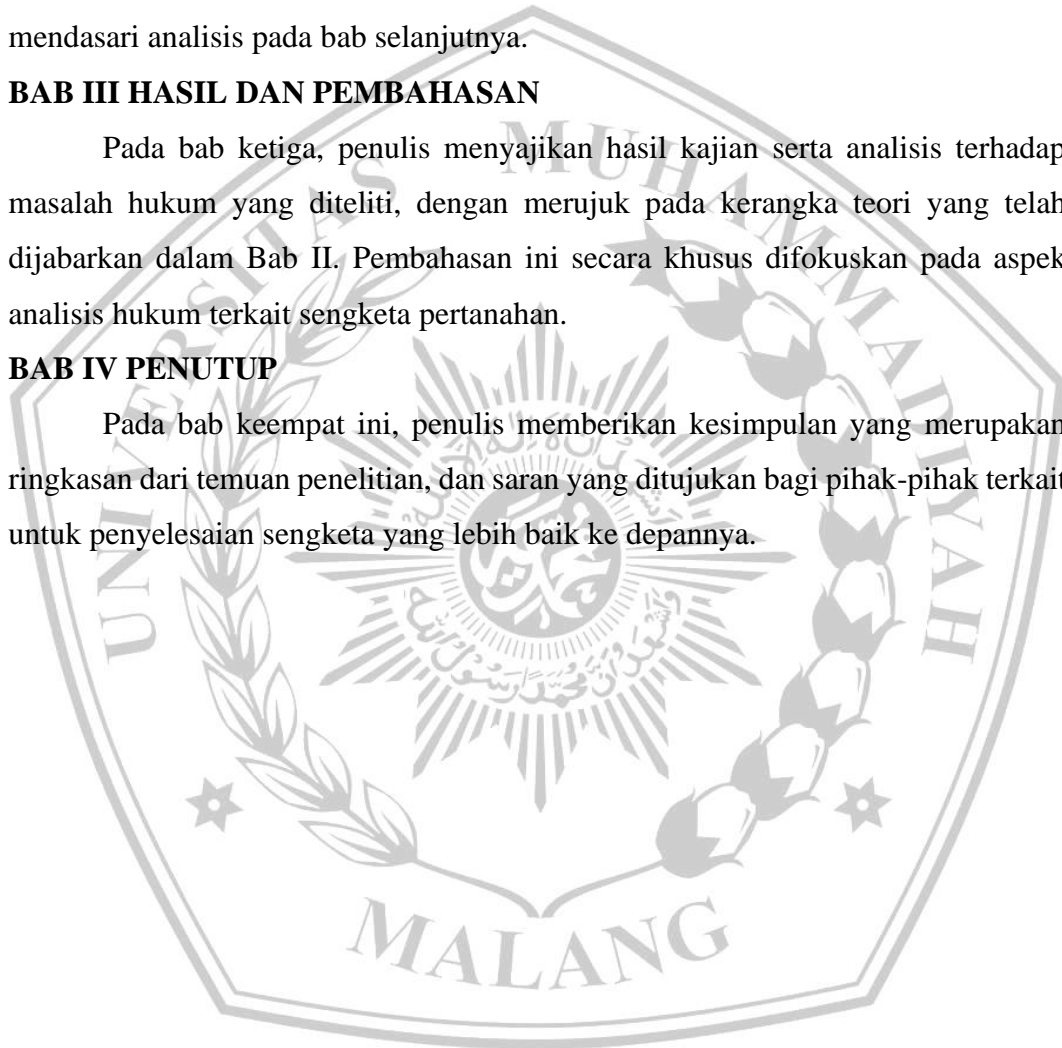 mendasari analisis pada bab selanjutnya.
BAB III HASIL DAN PEMBAHASAN
Pada bab ketiga, penulis menyajikan hasil kajian serta analisis terhadap
masalah hukum yang diteliti, dengan merujuk pada kerangka teori yang telah
dijabarkan dalam Bab II. Pembahasan ini secara khusus difokuskan pada aspek
analisis hukum terkait sengketa pertanahan.
BAB IV PENUTUP
Pada bab keempat ini, penulis memberikan kesimpulan yang merupakan
ringkasan dari temuan penelitian, dan saran yang ditujukan bagi pihak-pihak terkait
untuk penyelesaian sengketa yang lebih baik ke depannya.
UNIVERSITAS MUHAMMADIYAH
MALANG